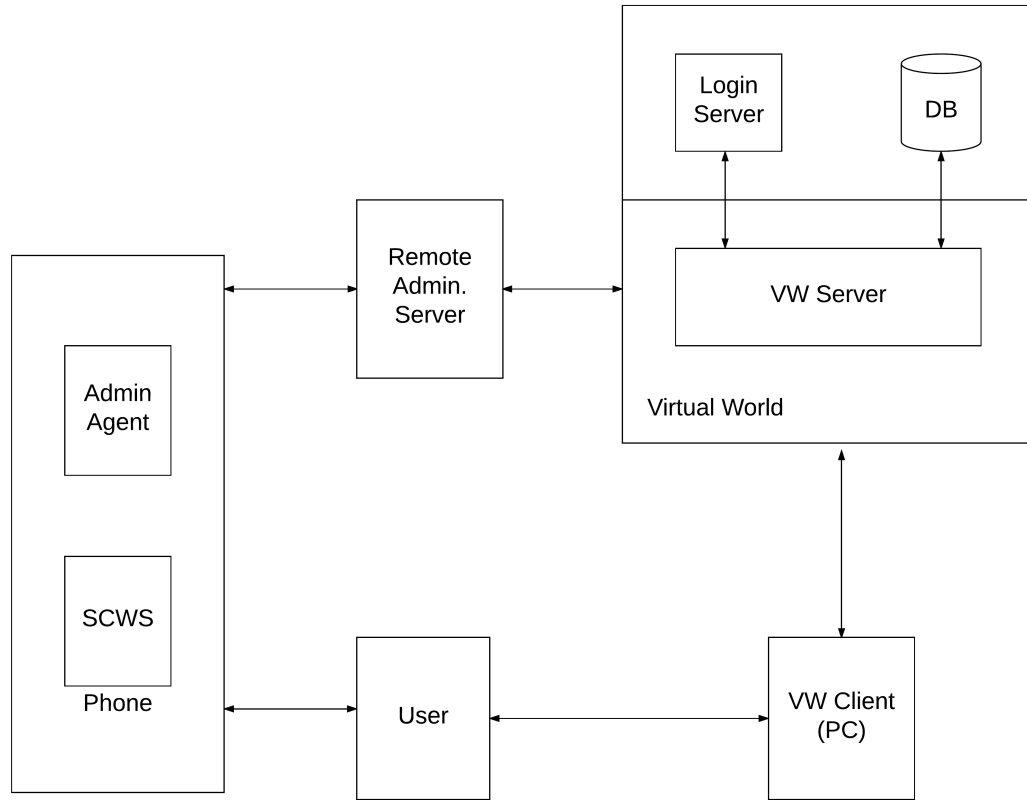 Login
Server
DB
Remote
Admin.
Server
VW Server
Admin
Agent
Virtual World
SCWS
Phone
User
VW Client
(PC)